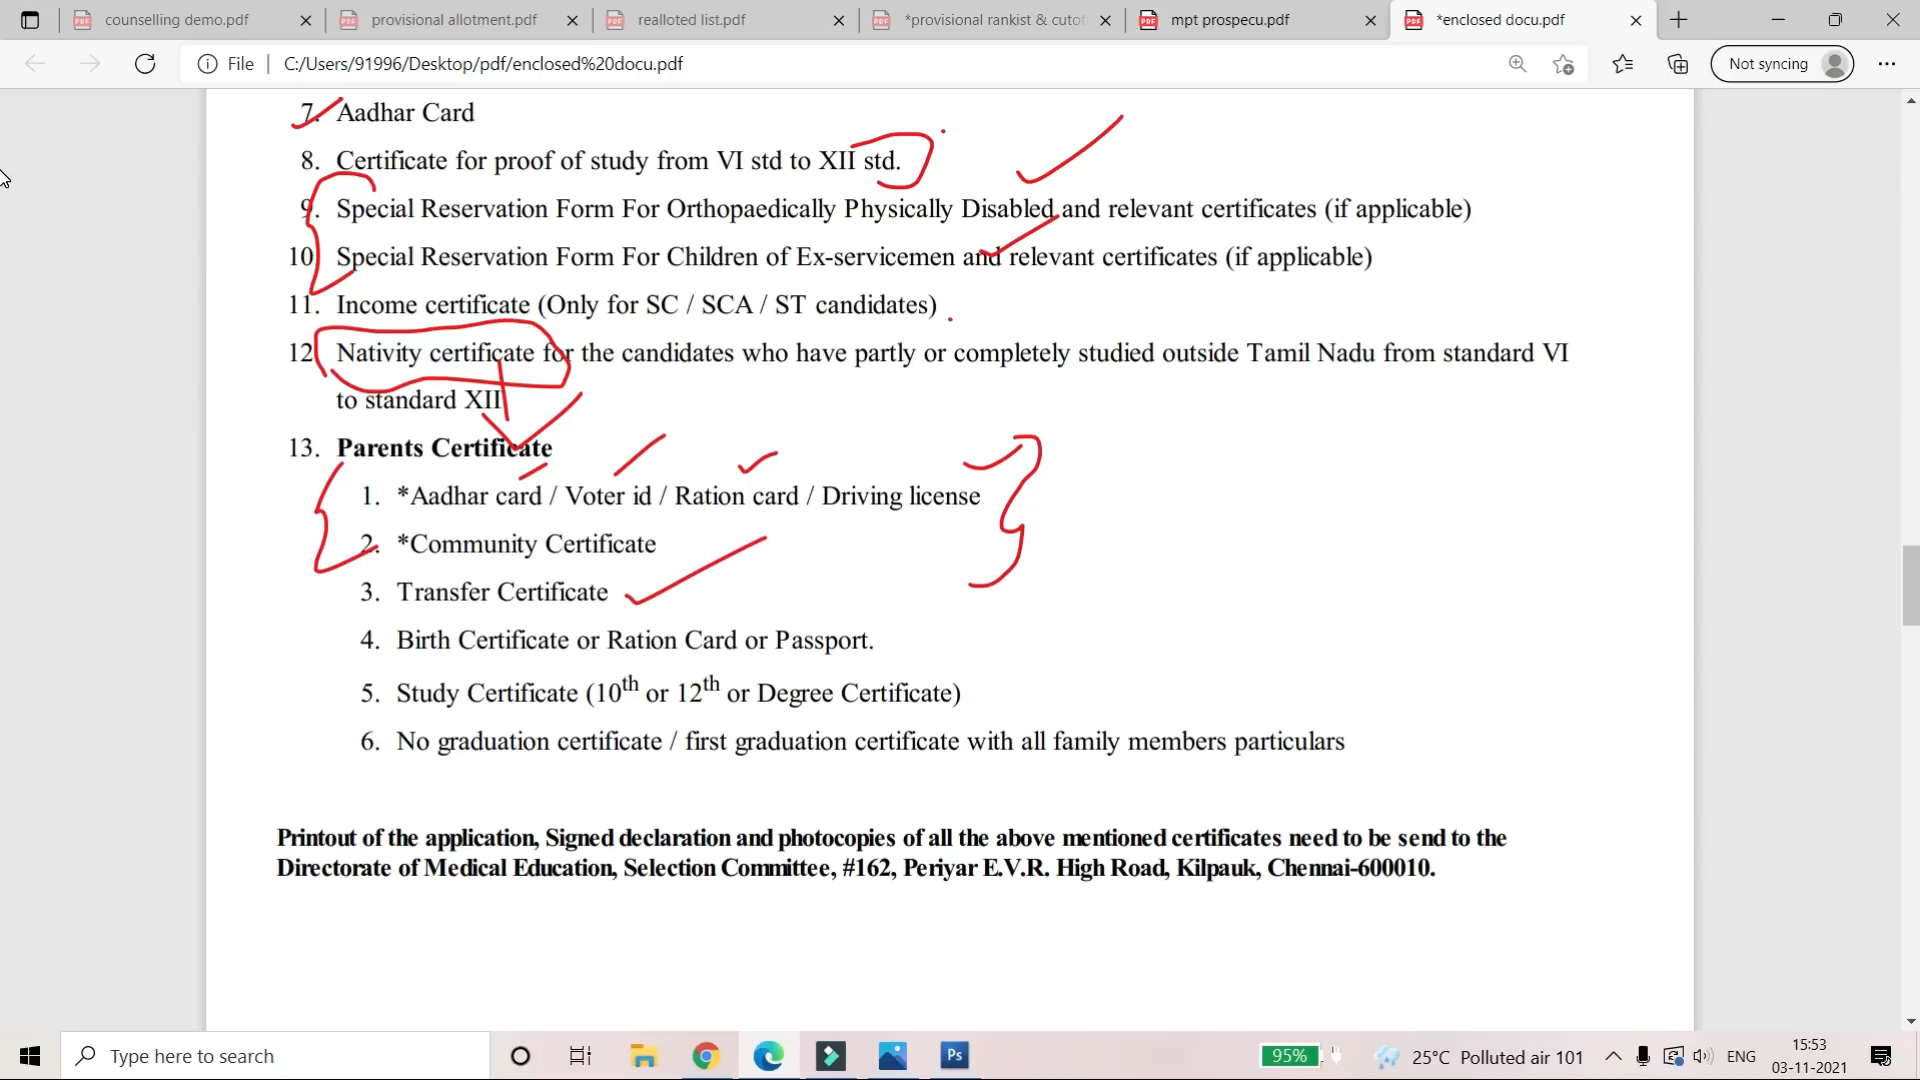 counselling demo.pdf
provisional allotment.pdf
realloted list.pdf
*provisional rankist & cutof
mpt prospecu.pdf
*enclosed docu.pdf
File
C:/Users/91996/Desktop/pdf/enclosed%20docu.pdf
Not syncing
7. Aadhar Card
8. Certificate for proof of study from VI std to XII std.
9. Special Reservation Form For Orthopaedically Physically Disabled and relevant certificates (if applicable)
10 Special Reservation Form For Children of Ex-servicemen and relevant certificates (if applicable)
11. Income certificate (Only for SC / SCA / ST candidates)
12 Nativity certificate for the candidates who have partly or completely studied outside Tamil Nadu from standard VI
to standard XII
13. Parents Certificate
1. *Aadhar card / Voter id / Ration card / Driving license
2. *Community Certificate
3. Transfer Certificate
4. Birth Certificate or Ration Card or Passport.
5. Study Certificate (10th or 12th or Degree Certificate)
6. No graduation certificate / first graduation certificate with all family members particulars
Printout of the application, Signed declaration and photocopies of all the above mentioned certificates need to be send to the
Directorate of Medical Education, Selection Committee, #162, Periyar E.V.R. High Road, Kilpauk, Chennai-600010.
Type here to search
Ps
95%
25°C Polluted air 101
ENG
15:53
03-11-2021